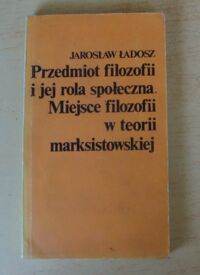 JAROSŁAW ŁADOSZ
Przedmiot filozofii
i jej rola społeczna.
Miejsce filozofii
w teorii
marksistowskiej